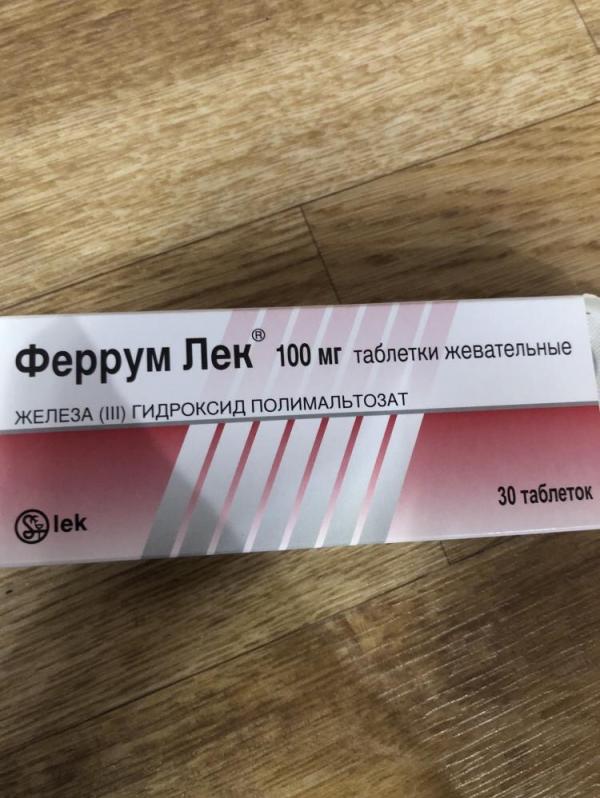 Феррум Лек® 100 мг таблетки жевательные
ЖЕЛЕЗА (III) ГИДРОКСИД ПОЛИМАЛЬТОЗАТ
lek
30 таблеток